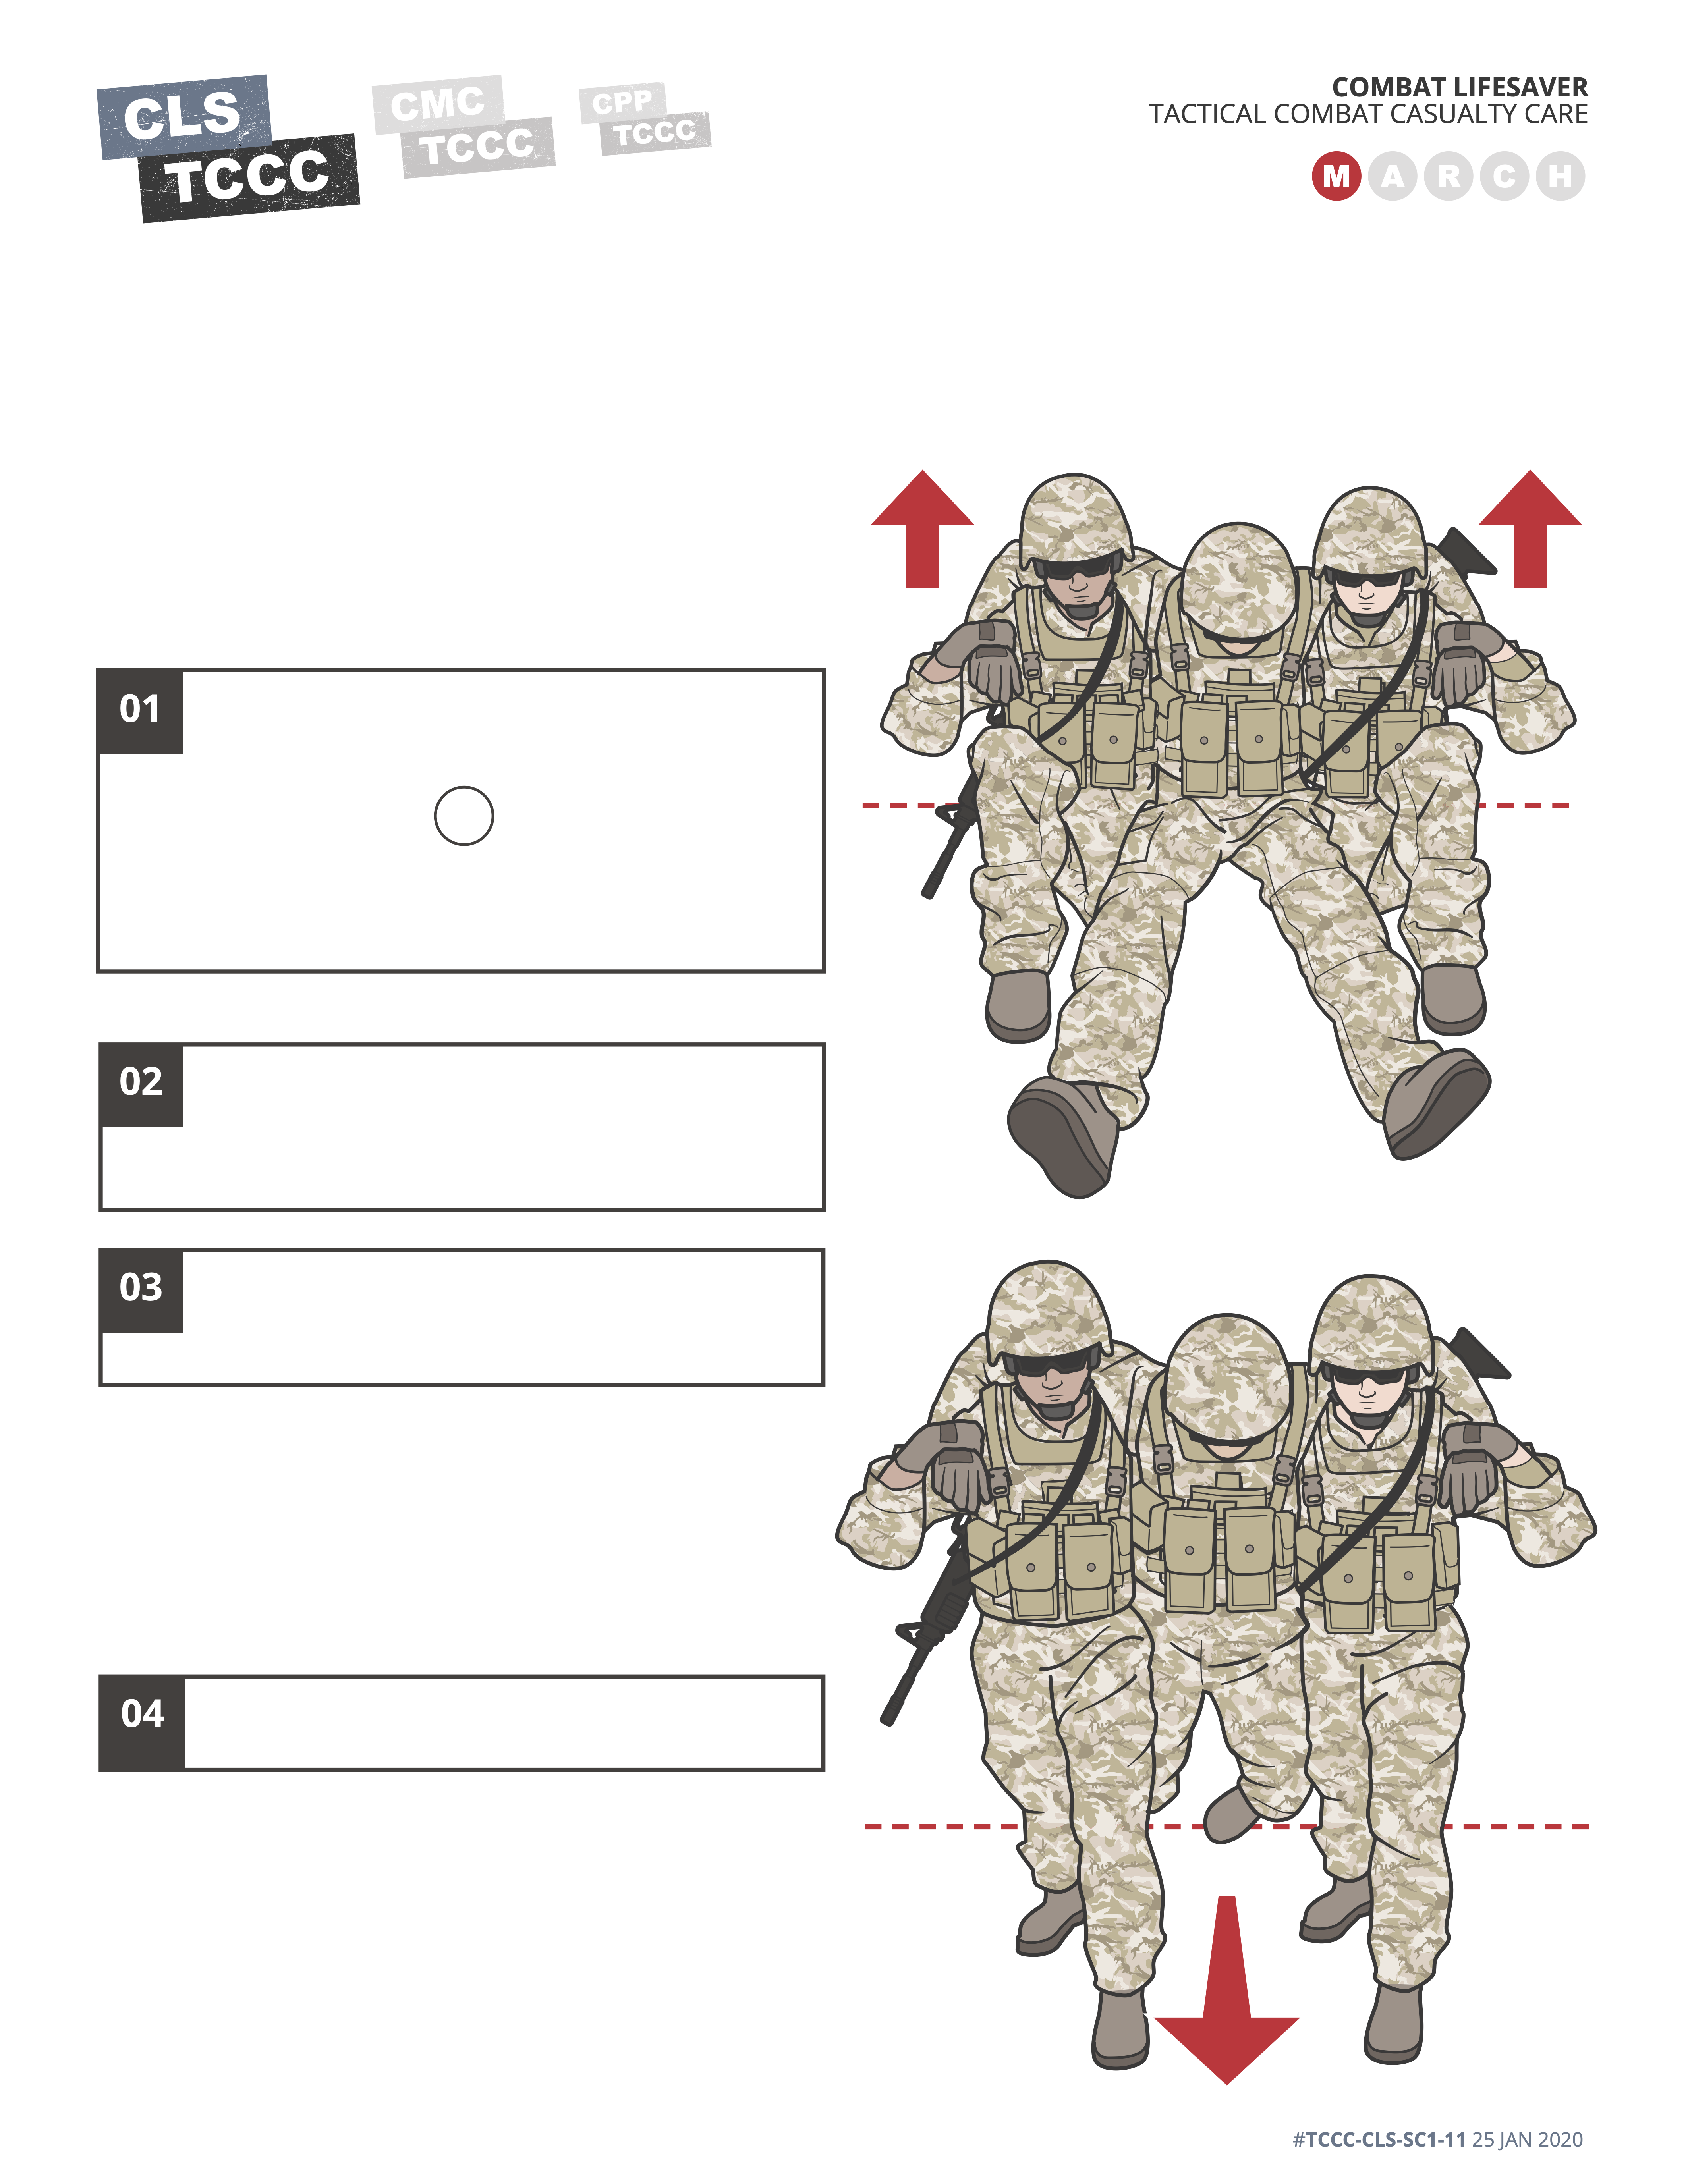 CLS
TCCC
CMC
TCCC
CPP
TCCC
COMBAT LIFESAVER
TACTICAL COMBAT CASUALTY CARE
M A R C H
01
02
03
04
#TCCC-CLS-SC1-11 25 JAN 2020